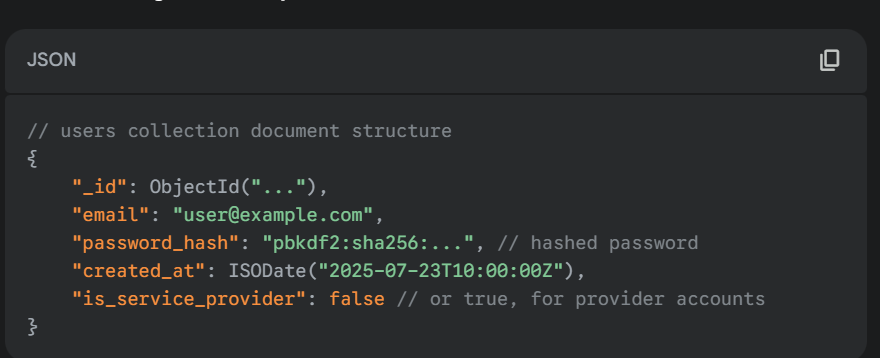 JSON
// users collection document structure
{
"_id": ObjectId("..."),
"email": "user@example.com",
"password_hash": "pbkdf2:sha256:...", // hashed password
"created_at": ISODate("2025-07-23T10:00:00Z"),
"is_service_provider": false // or true, for provider accounts
}